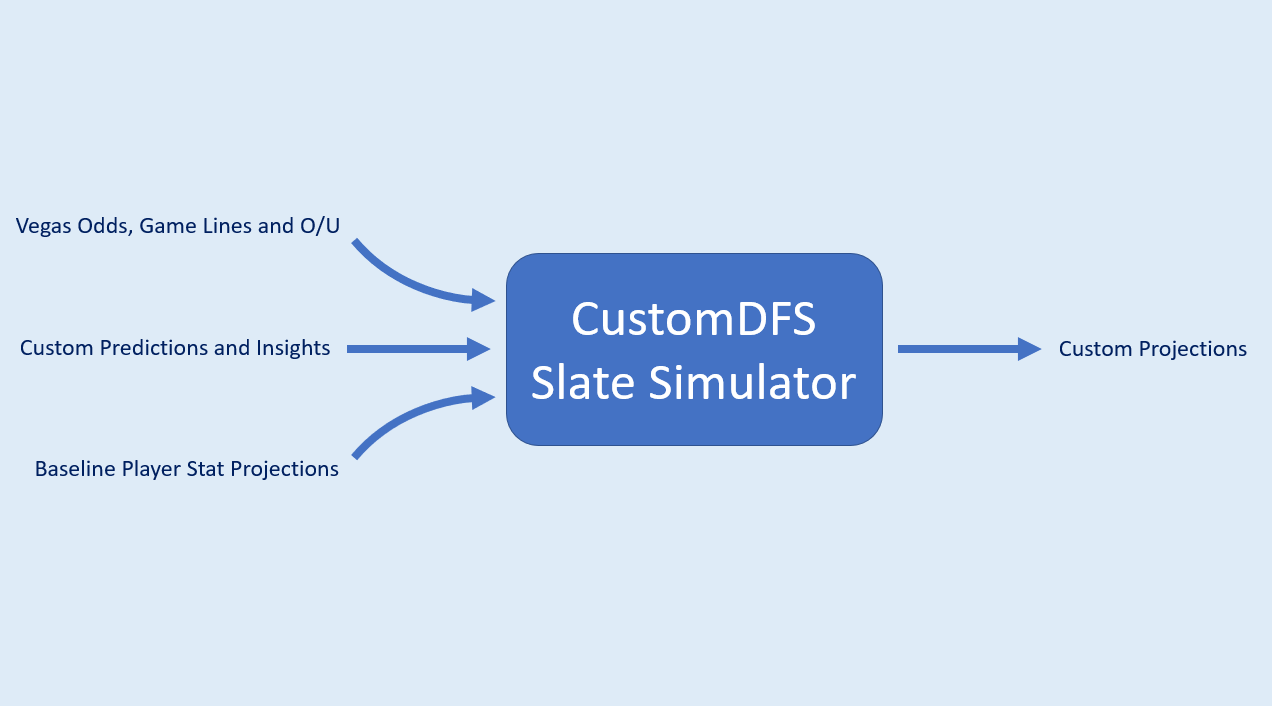 Vegas Odds, Game Lines and O/U
Custom Predictions and Insights
Baseline Player Stat Projections
CustomDFS
Slate Simulator
Custom Projections